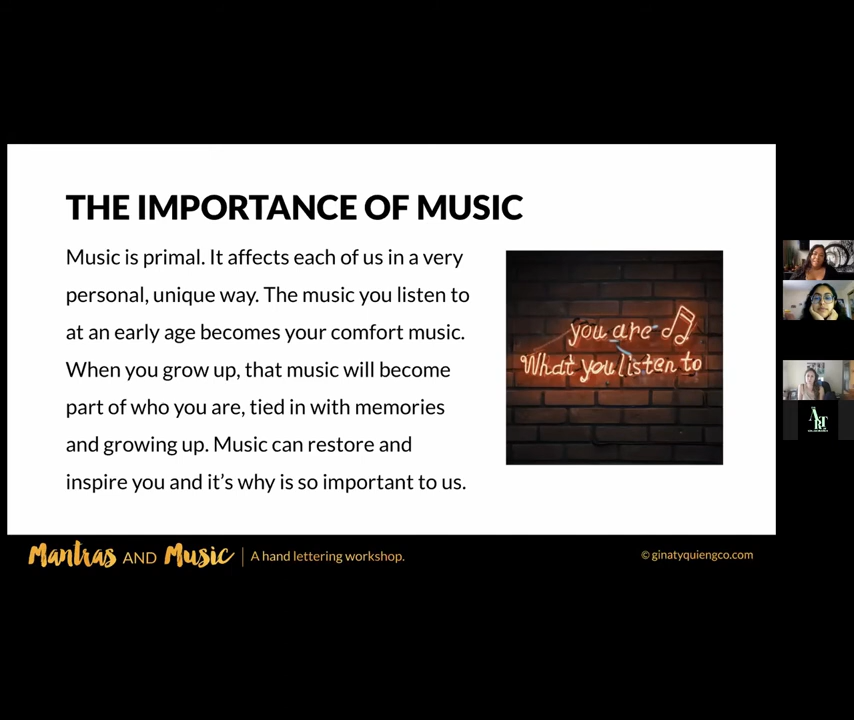 THE IMPORTANCE OF MUSIC
Music is primal. It affects each of us in a very
personal, unique way. The music you listen to
at an early age becomes your comfort music.
When you grow up, that music will become
part of who you are, tied in with memories
and growing up. Music can restore and
inspire you and it’s why is so important to us.
you are
What you listen to
Mantras AND Music | A hand lettering workshop.
© ginatyquiengco.com
ART